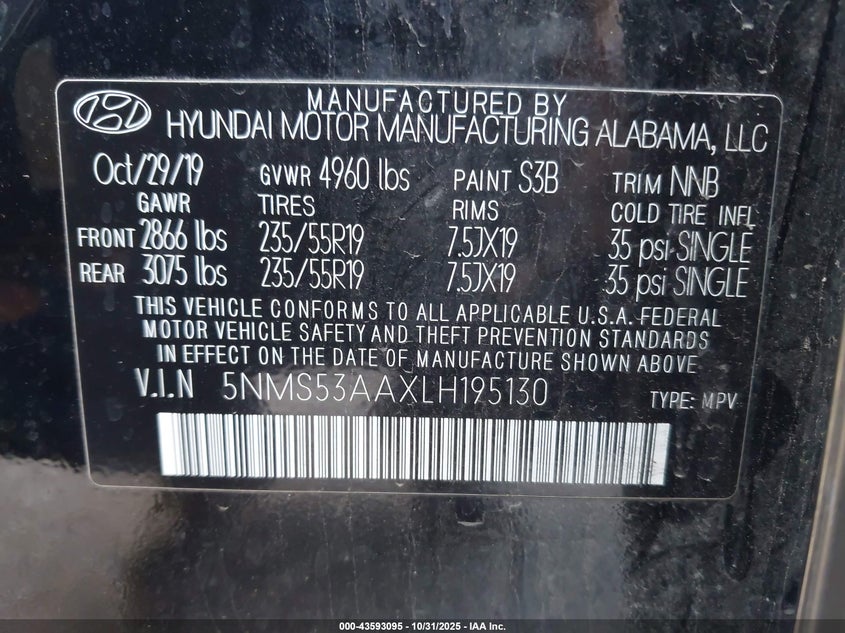 MANUFACTURED BY
HYUNDAI MOTOR MANUFACTURING ALABAMA, LLC
Oct/29/19 GVWR 4960 lbs PAINT S3B TRIM NNB
GAWR TIRES RIMS COLD TIRE INFL
FRONT 2866 lbs 235/55R19 7.5JX19 35 psi SINGLE
REAR 3075 lbs 235/55R19 7.5JX19 35 psi SINGLE
THIS VEHICLE CONFORMS TO ALL APPLICABLE U.S.A. FEDERAL
MOTOR VEHICLE SAFETY AND THEFT PREVENTION STANDARDS
IN EFFECT ON THE DATE OF MANUFACTURE SHOWN ABOVE
V.I.N 5NMS53AAXLH195130 TYPE: MPV
000-43593095 - 10/31/2025 - IAA Inc.